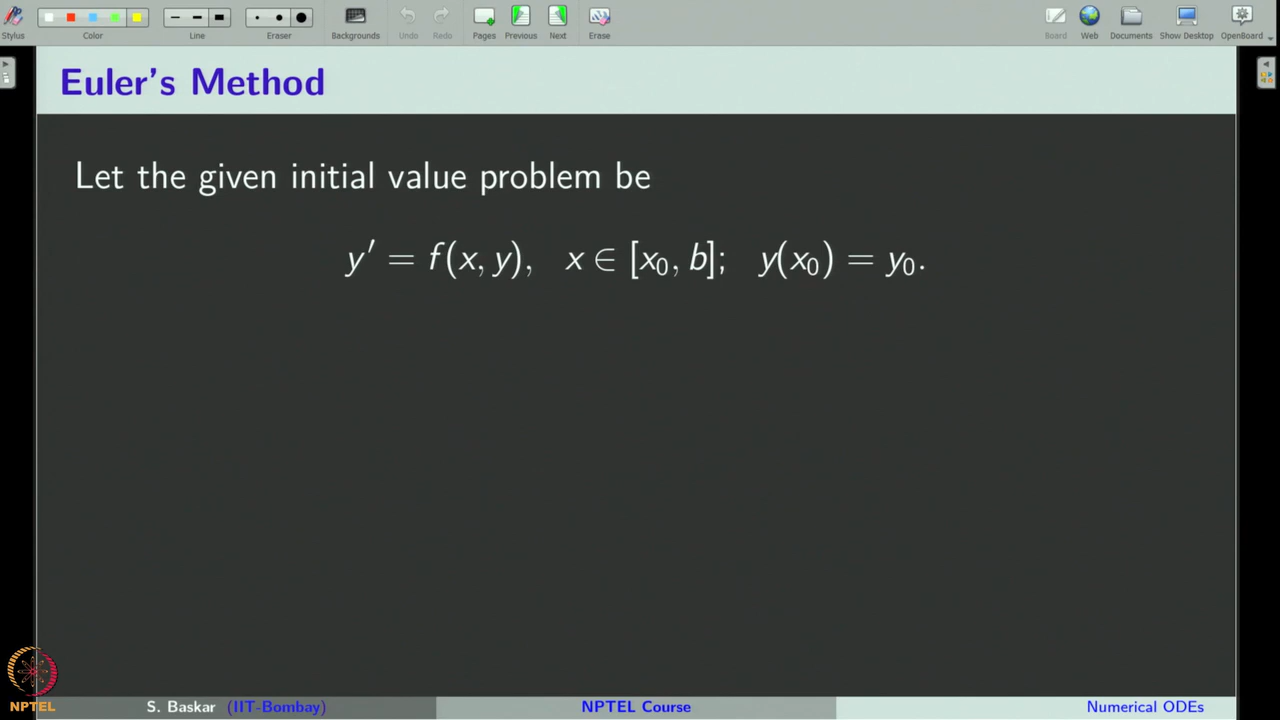 Stylus
Color
Line
Eraser
Backgrounds
Undo
Redo
Pages
Previous
Next
Erase
Board
Web
Documents
Show Desktop
OpenBoard
Euler's Method
Let the given initial value problem be
y′ = f(x, y), x ∈ [x₀, b]; y(x₀) = y₀.
NPTEL
S. Baskar (IIT-Bombay)
NPTEL Course
Numerical ODEs